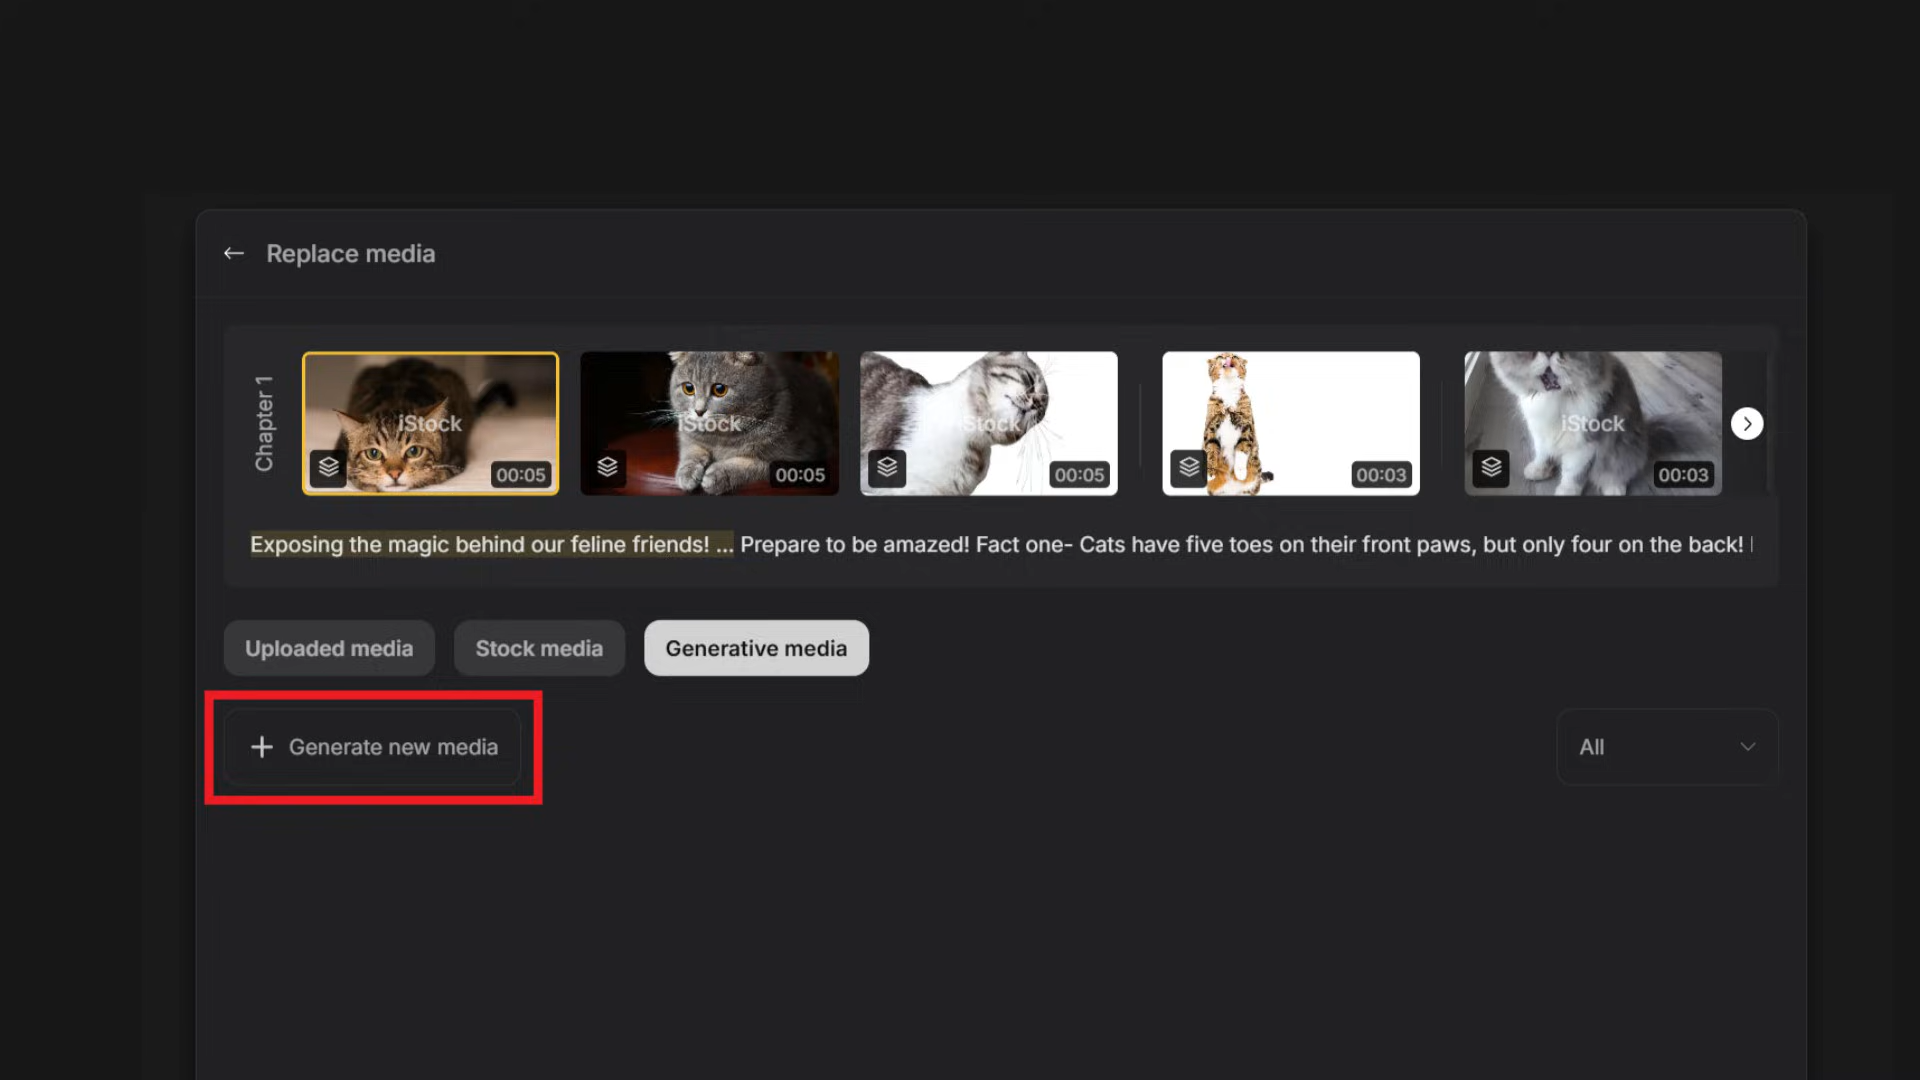 Replace media
Chapter 1
iStock
00:05
iStock
00:05
iStock
00:05
00:03
iStock
00:03
Exposing the magic behind our feline friends! ... Prepare to be amazed! Fact one- Cats have five toes on their front paws, but only four on the back!
Uploaded media
Stock media
Generative media
+ Generate new media
All